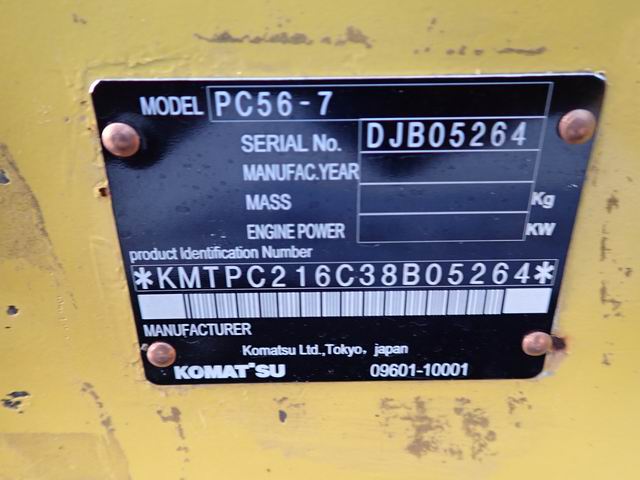 MODEL PC56-7
SERIAL No. DJB05264
MANUFAC.YEAR
MASS Kg
ENGINE POWER KW
product Identification Number
*KMTPC216C38B05264*
MANUFACTURER
Komatsu Ltd.,Tokyo, japan
KOMATSU 09601-10001